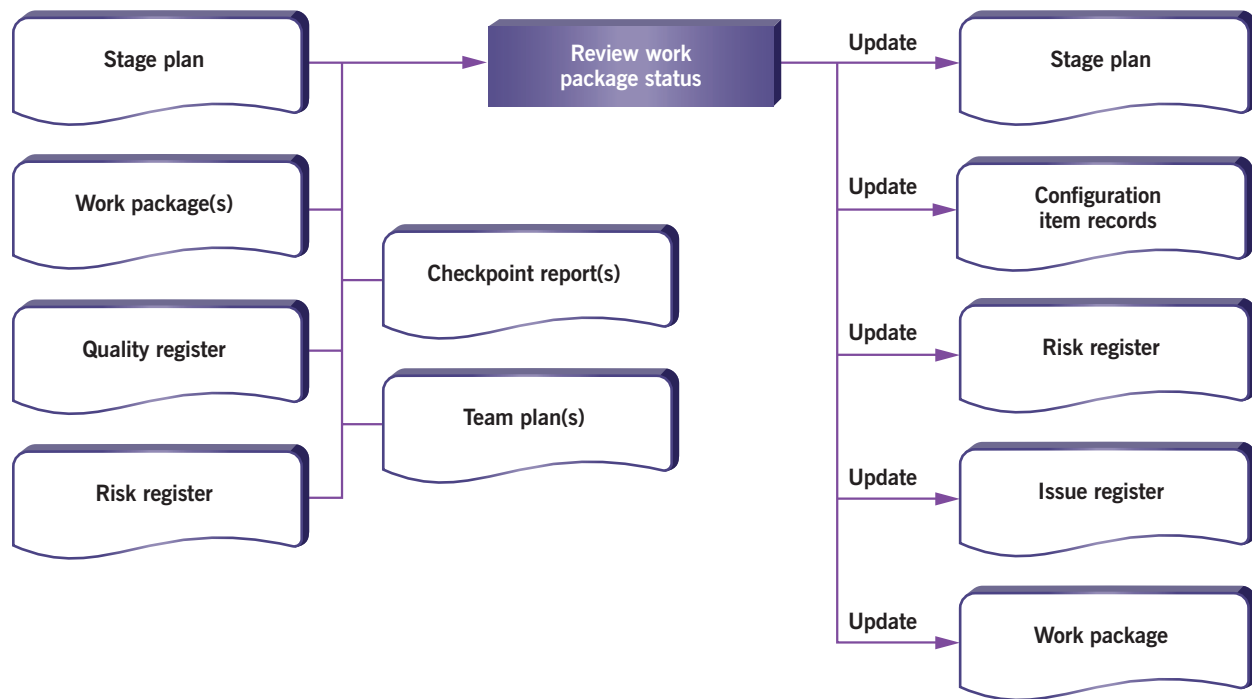 Stage plan
Work package(s)
Quality register
Risk register
Checkpoint report(s)
Team plan(s)
Review work
package status
Update
Stage plan
Update
Configuration
item records
Update
Risk register
Update
Issue register
Update
Work package